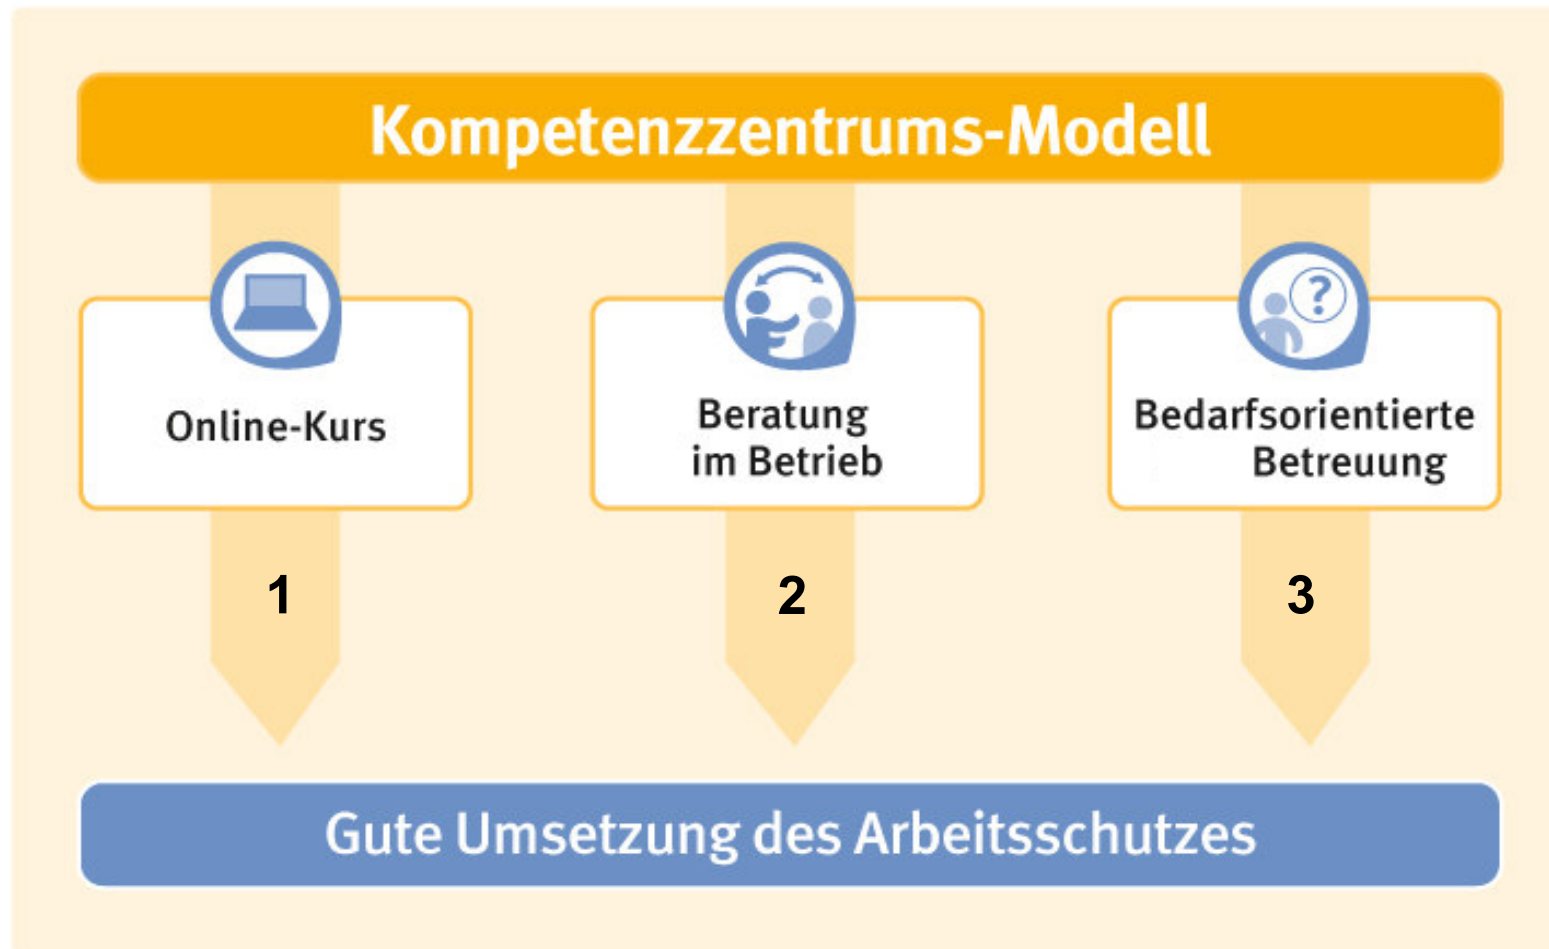 Kompetenzzentrums-Modell
Online-Kurs
Beratung
im Betrieb
?
Bedarfsorientierte
Betreuung
1
2
3
Gute Umsetzung des Arbeitsschutzes